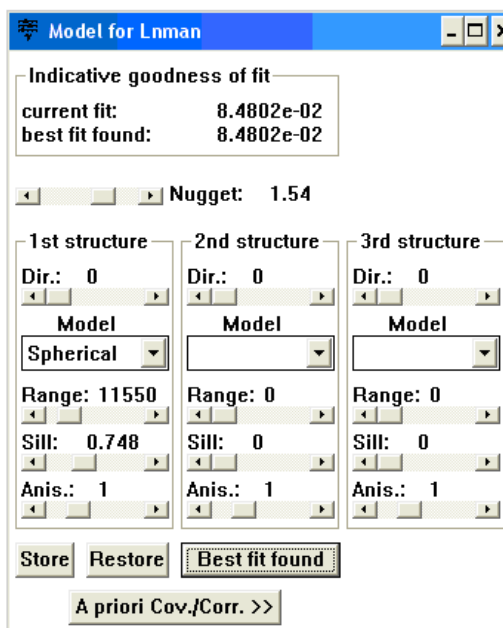 Model for Lnman
Indicative goodness of fit
current fit: 8.4802e-02
best fit found: 8.4802e-02
Nugget: 1.54
1st structure 2nd structure 3rd structure
Dir.: 0 Dir.: 0 Dir.: 0
Model Model Model
Spherical
Range: 11550 Range: 0 Range: 0
Sill: 0.748 Sill: 0 Sill: 0
Anis.: 1 Anis.: 1 Anis.: 1
Store Restore Best fit found
A priori Cov./Corr. >>